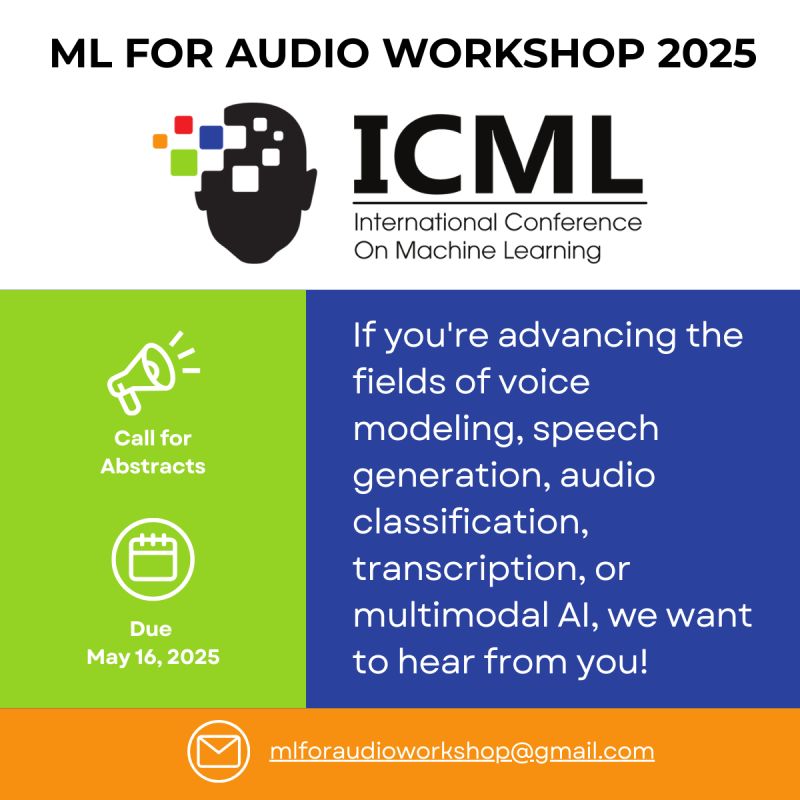 ML FOR AUDIO WORKSHOP 2025
ICML
International Conference
On Machine Learning
Call for
Abstracts
Due
May 16, 2025
If you're advancing the
fields of voice
modeling, speech
generation, audio
classification,
transcription, or
multimodal AI, we want
to hear from you!
mlforaudioworkshop@gmail.com